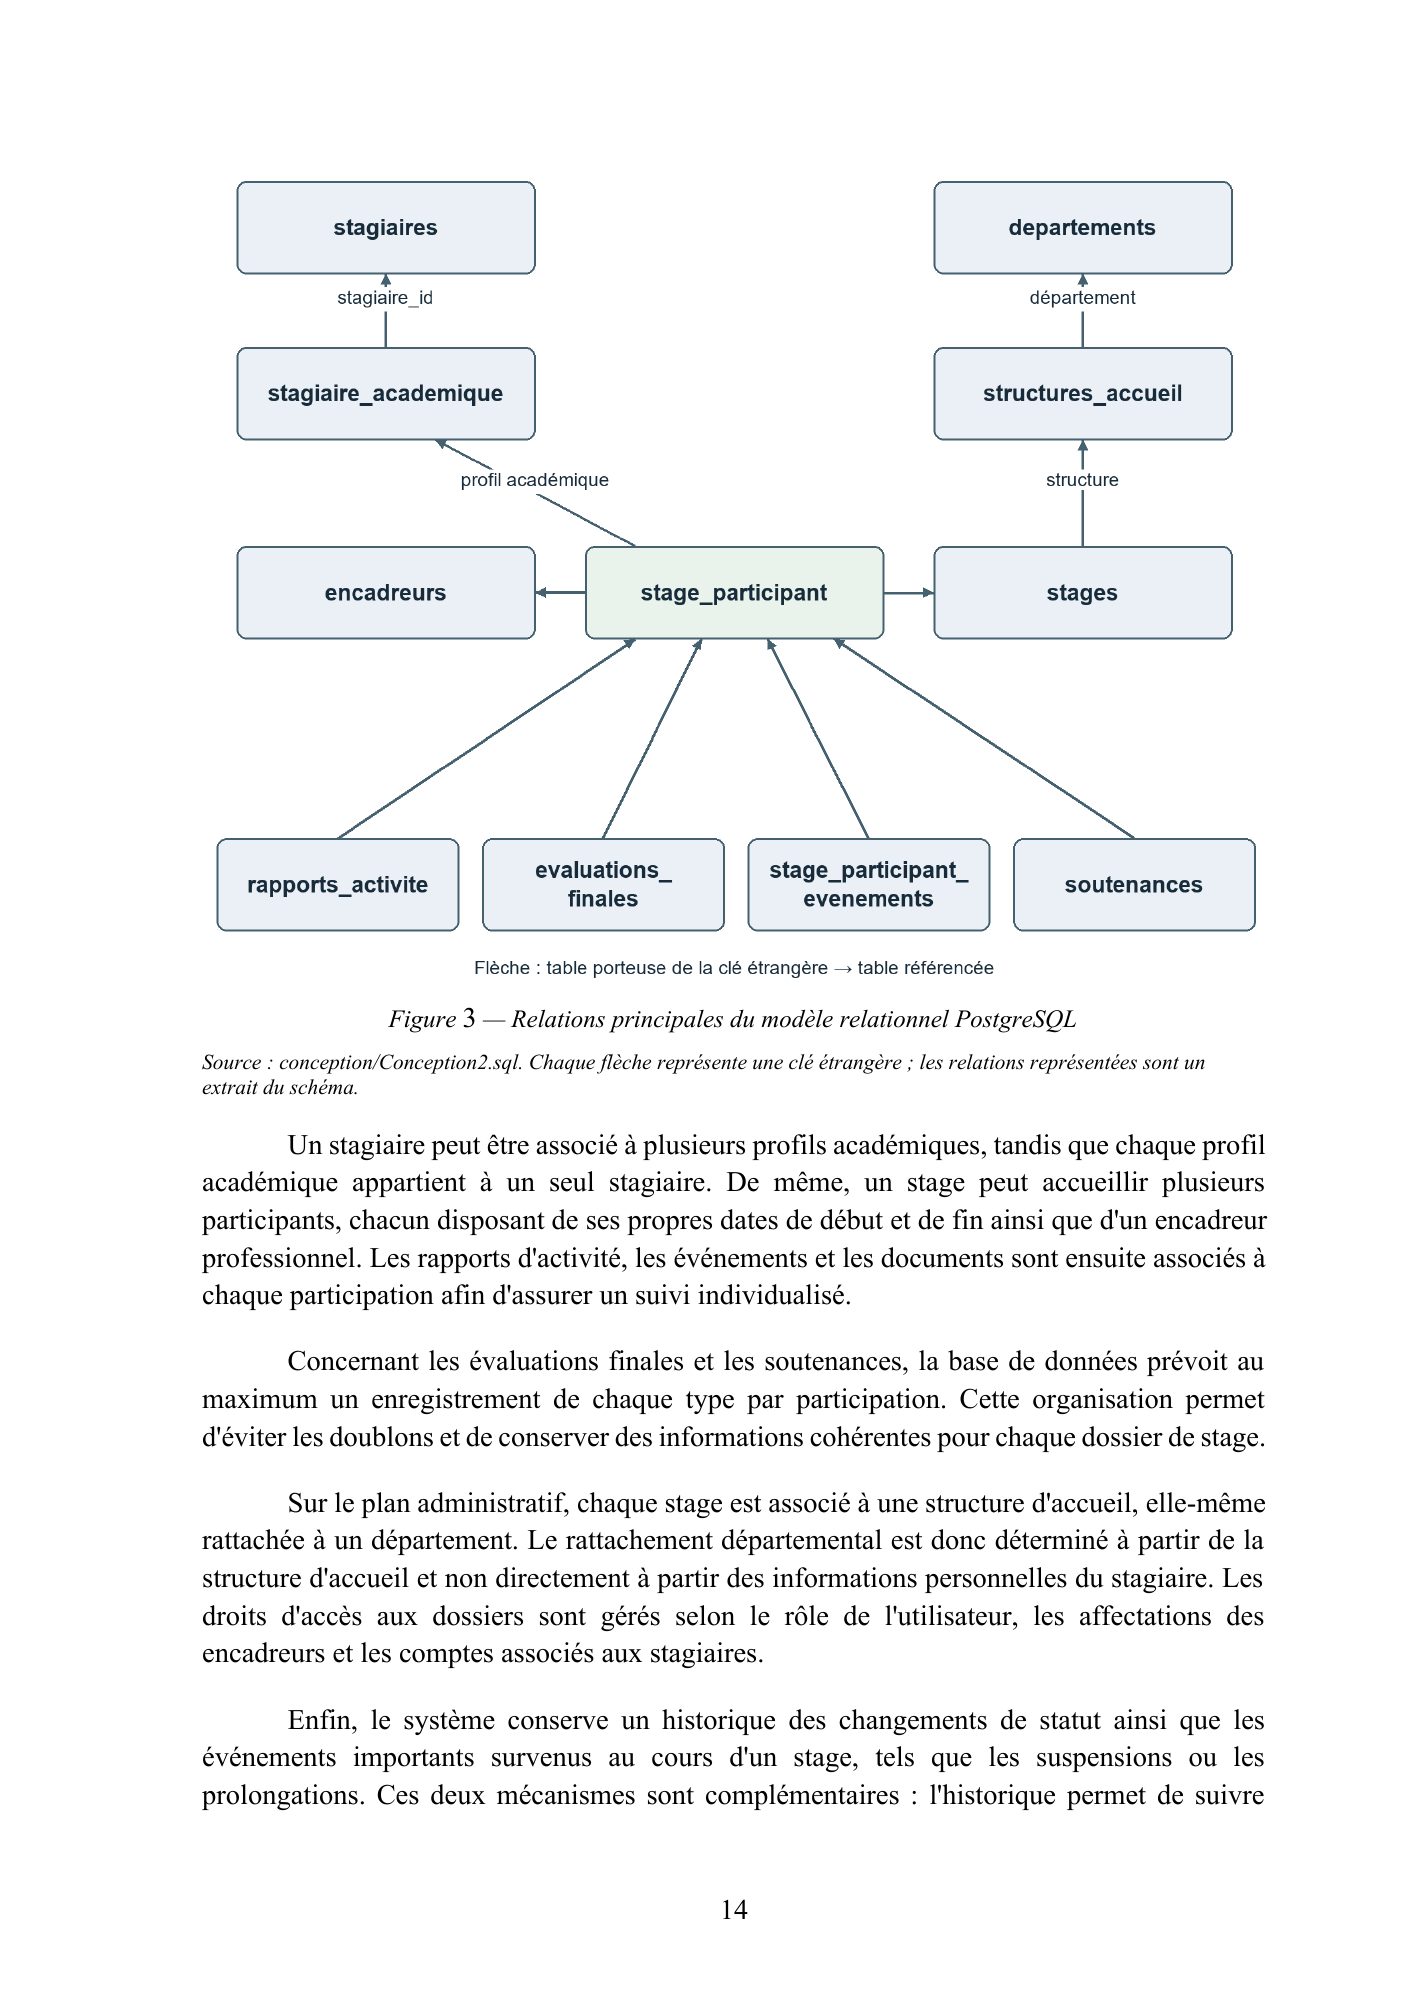 stagiaires
departements
stagiaire_id
département
stagiaire_academique
structures_accueil
profil académique
structure
encadreurs
stage_participant
stages
rapports_activite
evaluations_
finales
stage_participant_
evenements
soutenances
Flèche : table porteuse de la clé étrangère → table référencée
Figure 3 — Relations principales du modèle relationnel PostgreSQL
Source : conception/Conception2.sql. Chaque flèche représente une clé étrangère ; les relations représentées sont un
extrait du schéma.
Un stagiaire peut être associé à plusieurs profils académiques, tandis que chaque profil
académique appartient à un seul stagiaire. De même, un stage peut accueillir plusieurs
participants, chacun disposant de ses propres dates de début et de fin ainsi que d'un encadreur
professionnel. Les rapports d'activité, les événements et les documents sont ensuite associés à
chaque participation afin d'assurer un suivi individualisé.
Concernant les évaluations finales et les soutenances, la base de données prévoit au
maximum un enregistrement de chaque type par participation. Cette organisation permet
d'éviter les doublons et de conserver des informations cohérentes pour chaque dossier de stage.
Sur le plan administratif, chaque stage est associé à une structure d'accueil, elle-même
rattachée à un département. Le rattachement départemental est donc déterminé à partir de la
structure d'accueil et non directement à partir des informations personnelles du stagiaire. Les
droits d'accès aux dossiers sont gérés selon le rôle de l'utilisateur, les affectations des
encadreurs et les comptes associés aux stagiaires.
Enfin, le système conserve un historique des changements de statut ainsi que les
événements importants survenus au cours d'un stage, tels que les suspensions ou les
prolongations. Ces deux mécanismes sont complémentaires : l'historique permet de suivre
14